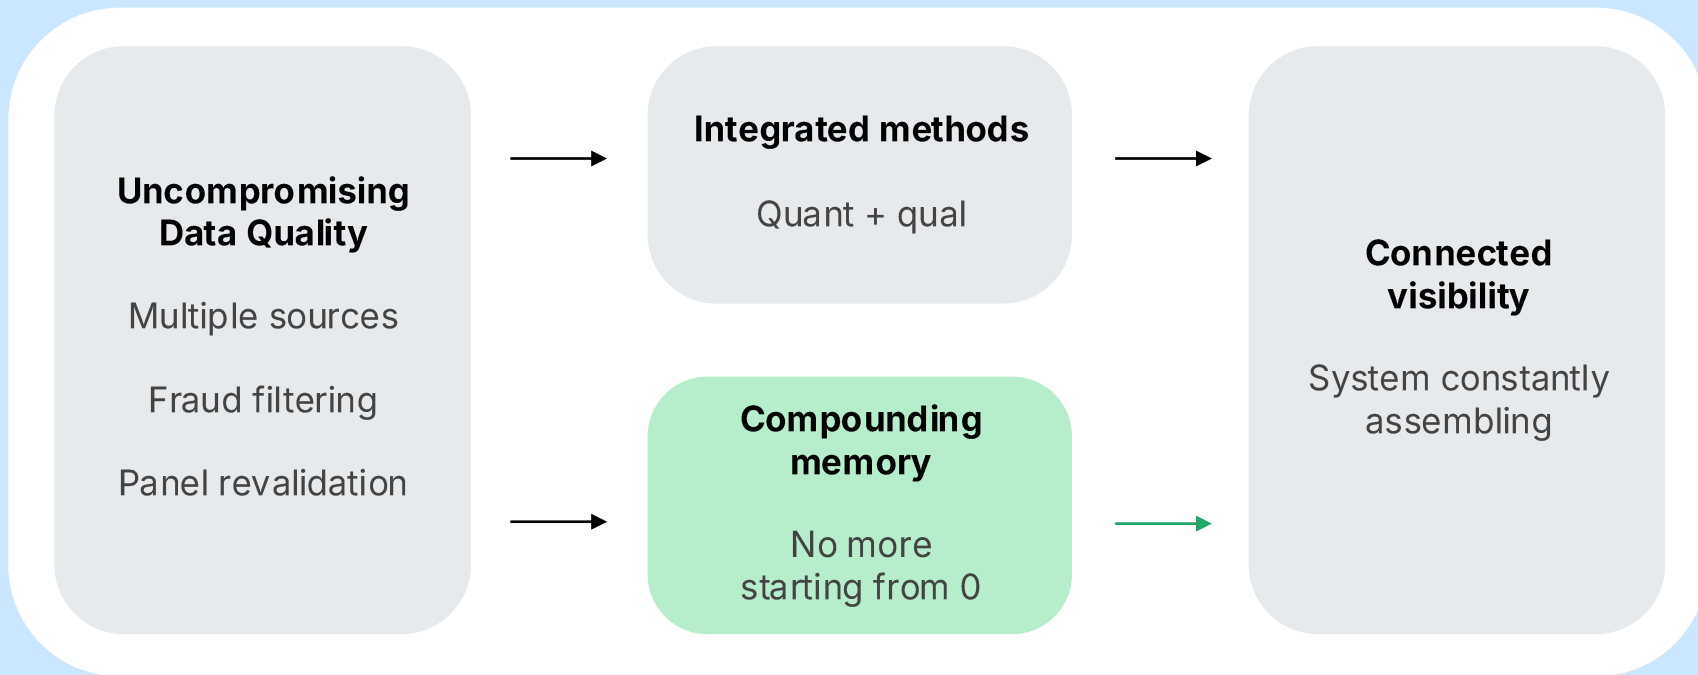 Uncompromising
Data Quality
Multiple sources
Fraud filtering
Panel revalidation
Integrated methods
Quant + qual
Compounding
memory
No more
starting from 0
Connected
visibility
System constantly
assembling